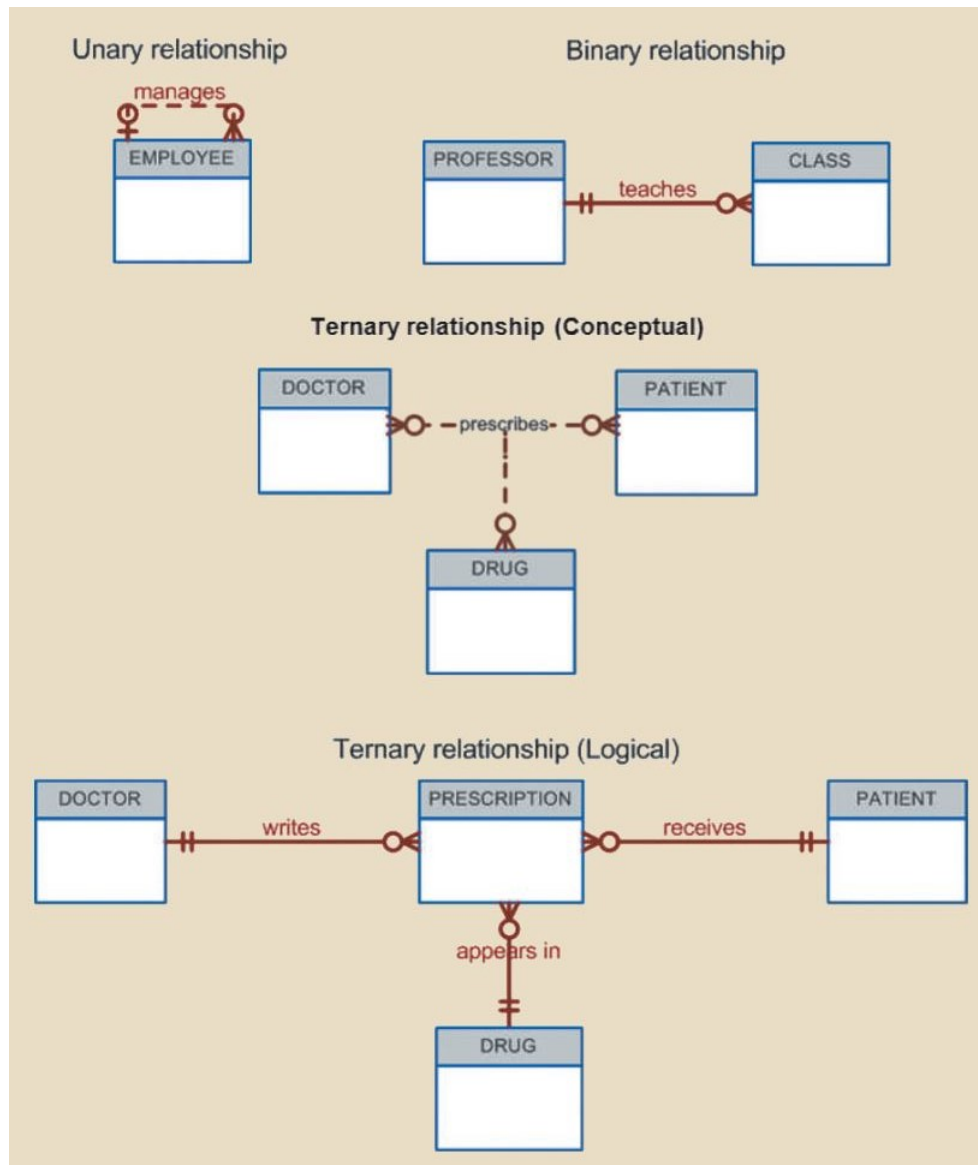 Unary relationship
Binary relationship
manages
EMPLOYEE
PROFESSOR
teaches
CLASS
Ternary relationship (Conceptual)
DOCTOR
prescribes
PATIENT
DRUG
Ternary relationship (Logical)
DOCTOR
writes
PRESCRIPTION
receives
PATIENT
appears in
DRUG